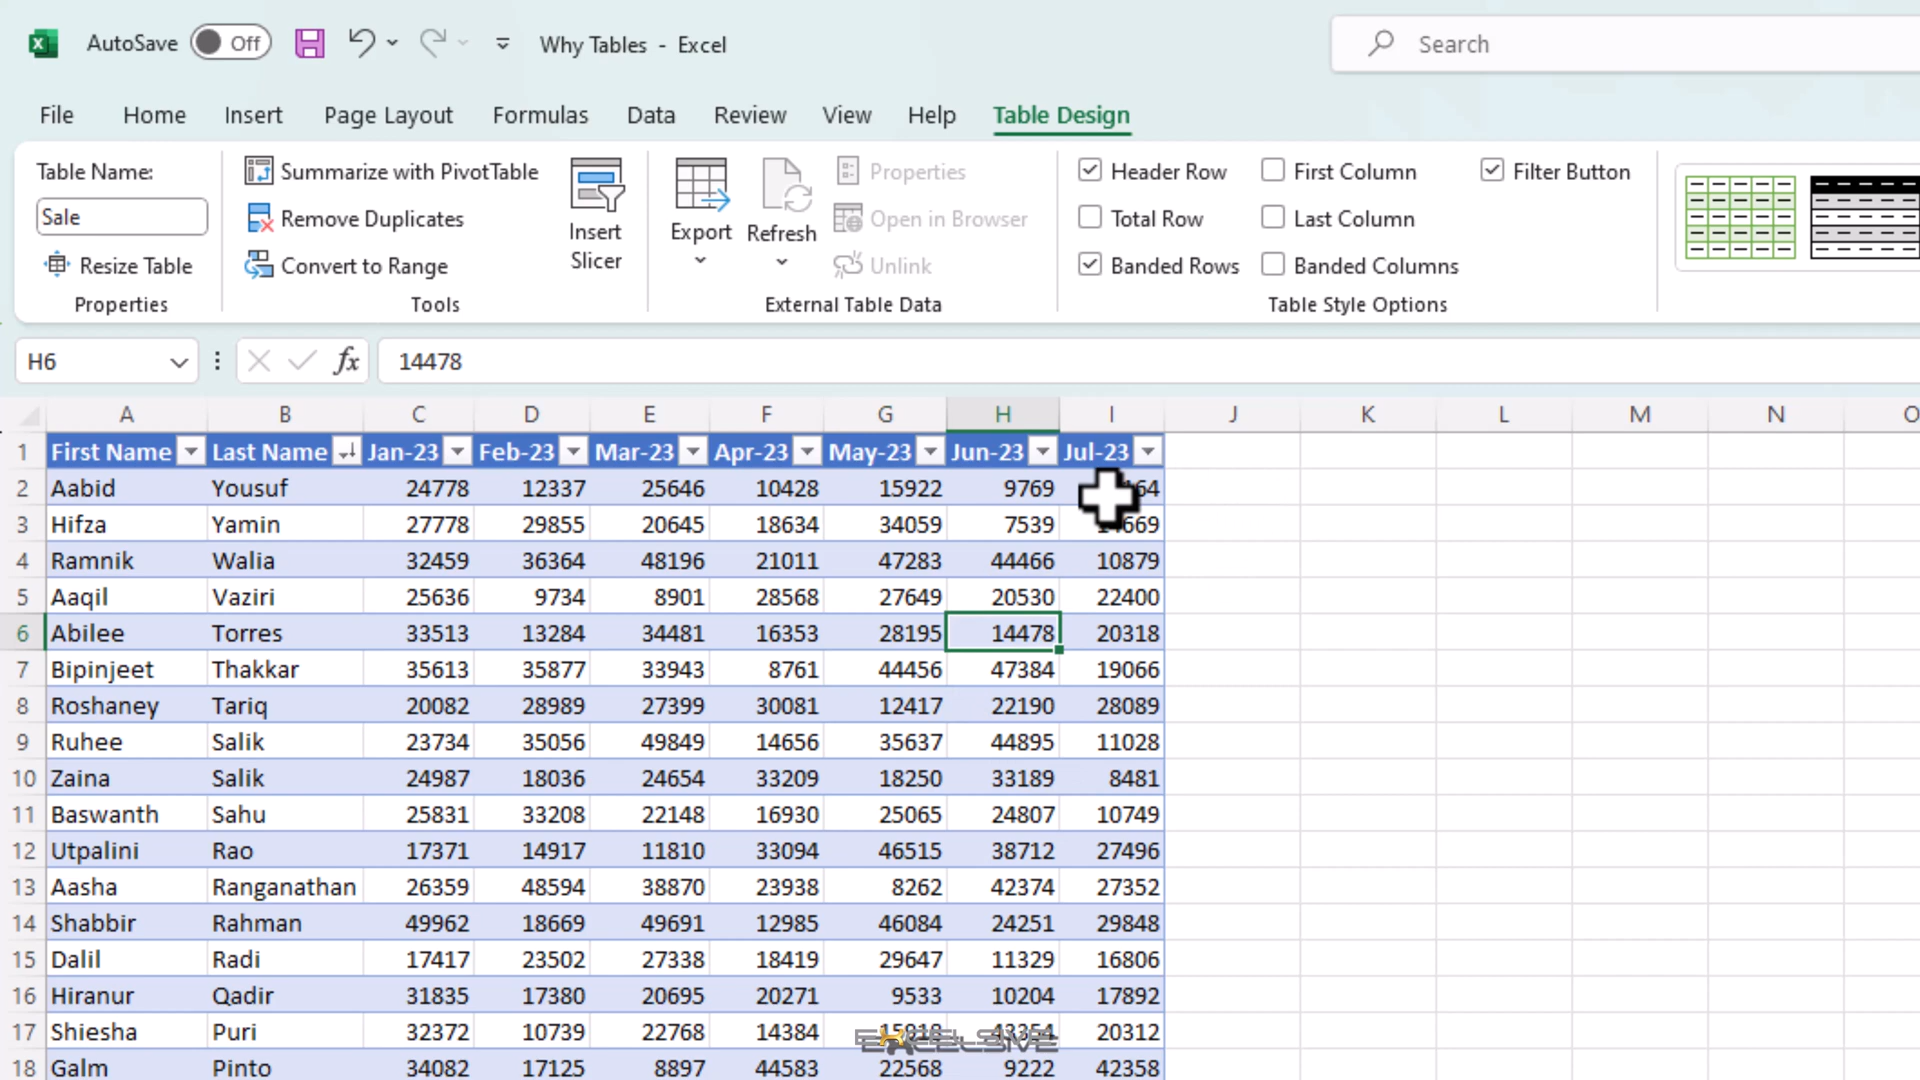 AutoSave Off Why Tables - Excel Search
File Home Insert Page Layout Formulas Data Review View Help Table Design
Table Name:
Sale
Resize Table
Properties
Summarize with PivotTable
Remove Duplicates
Convert to Range
Insert
Slicer
Tools
Export
Refresh
Properties
Open in Browser
Unlink
External Table Data
Header Row
Total Row
Banded Rows
First Column
Last Column
Banded Columns
Filter Button
Table Style Options
H6 fx 14478
A B C D E F G H I J K L M N O
1 First Name Last Name Jan-23 Feb-23 Mar-23 Apr-23 May-23 Jun-23 Jul-23
2 Aabid Yousuf 24778 12337 25646 10428 15922 9769
3 Hifza Yamin 27778 29855 20645 18634 34059 7539
4 Ramnik Walia 32459 36364 48196 21011 47283 44466 10879
5 Aaqil Vaziri 25636 9734 8901 28568 27649 20530 22400
6 Abilee Torres 33513 13284 34481 16353 28195 14478 20318
7 Bipinjeet Thakkar 35613 35877 33943 8761 44456 47384 19066
8 Roshaney Tariq 20082 28989 27399 30081 12417 22190 28089
9 Ruhee Salik 23734 35056 49849 14656 35637 44895 11028
10 Zaina Salik 24987 18036 24654 33209 18250 33189 8481
11 Baswanth Sahu 25831 33208 22148 16930 25065 24807 10749
12 Utpalini Rao 17371 14917 11810 33094 46515 38712 27496
13 Aasha Ranganathan 26359 48594 38870 23938 8262 42374 27352
14 Shabbir Rahman 49962 18669 49691 12985 46084 24251 29848
15 Dalil Radi 17417 23502 27338 18419 29647 11329 16806
16 Hiranur Qadir 31835 17380 20695 20271 9533 10204 17892
17 Shiesha Puri 32372 10739 22768 14384 20312
18 Galm Pinto 34082 17125 8897 44583 22568 9222 42358